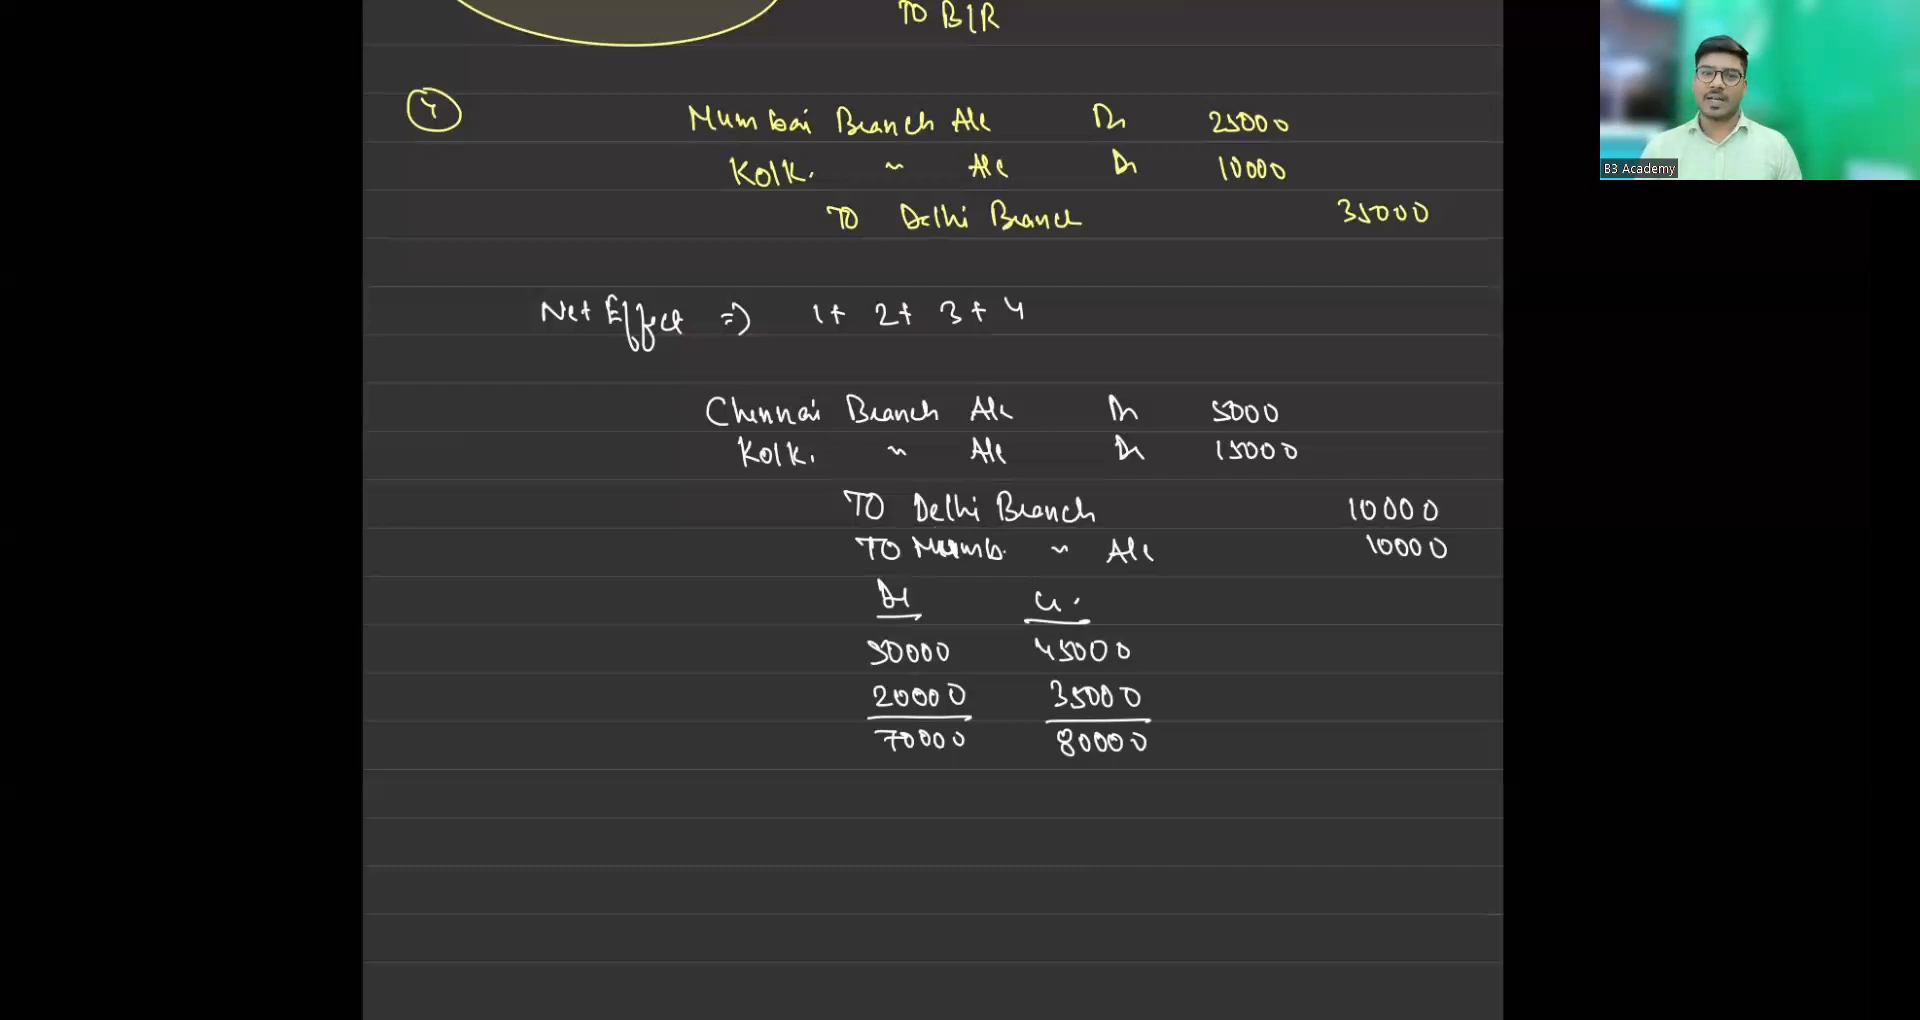 TO B/R
4
Mumbai Branch A/c Dr 25000
Kolk. " A/c Dr 10000
TO Delhi Branch 35000
Net Effect => 1+ 2+ 3+ 4
Chennai Branch A/c Dr 5000
Kolk. " A/c Dr 15000
TO Delhi Branch 10000
TO Mumb. " A/c 10000
Dr Cr.
50000 45000
20000 35000
70000 80000
B3 Academy